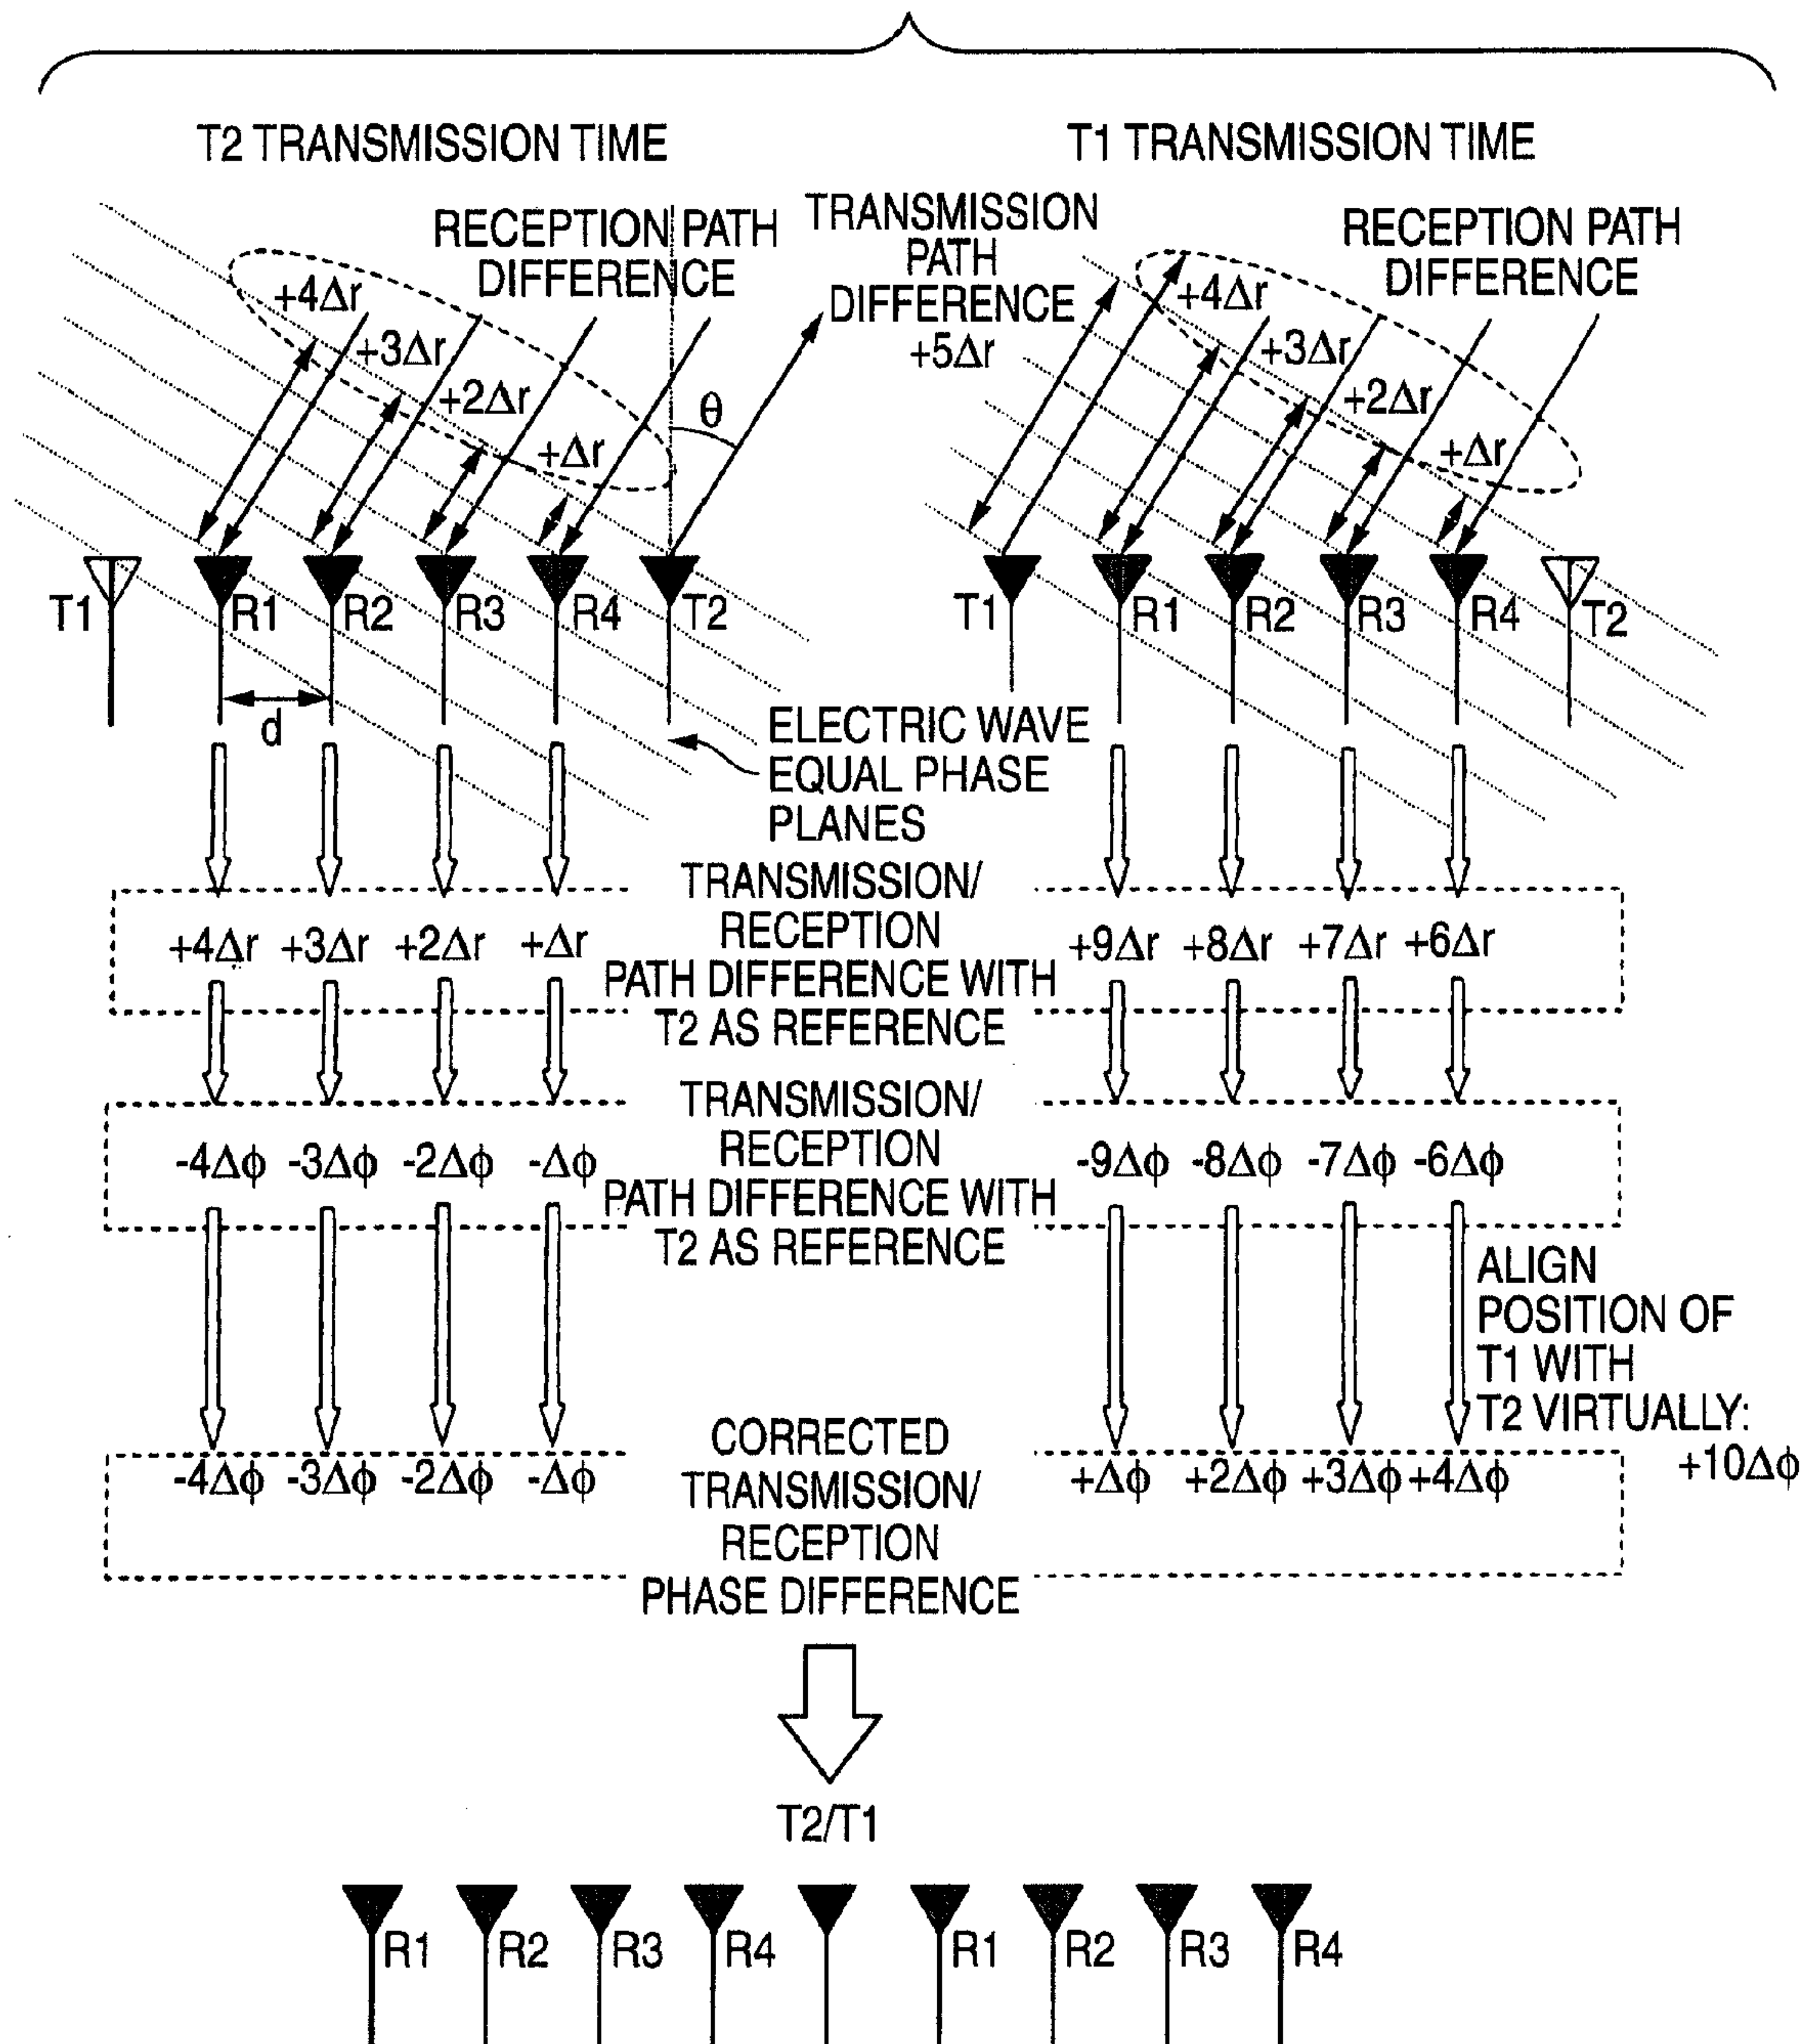 T2 TRANSMISSION TIME
T1 TRANSMISSION TIME
RECEPTION PATH
DIFFERENCE
TRANSMISSION
PATH
DIFFERENCE
+5Δr
RECEPTION PATH
DIFFERENCE
+4Δr
+3Δr
+2Δr
+Δr
θ
+4Δr
+3Δr
+2Δr
+Δr
T1 R1 R2 R3 R4 T2
T1 R1 R2 R3 R4 T2
d
ELECTRIC WAVE
EQUAL PHASE
PLANES
+4Δr +3Δr +2Δr +Δr
TRANSMISSION/
RECEPTION
PATH DIFFERENCE WITH
T2 AS REFERENCE
+9Δr +8Δr +7Δr +6Δr
-4Δϕ -3Δϕ -2Δϕ -Δϕ
TRANSMISSION/
RECEPTION
PATH DIFFERENCE WITH
T2 AS REFERENCE
-9Δϕ -8Δϕ -7Δϕ -6Δϕ
ALIGN
POSITION OF
T1 WITH
T2 VIRTUALLY:
+10Δϕ
-4Δϕ -3Δϕ -2Δϕ -Δϕ
CORRECTED
TRANSMISSION/
RECEPTION
PHASE DIFFERENCE
+Δϕ +2Δϕ +3Δϕ +4Δϕ
T2/T1
R1 R2 R3 R4 R1 R2 R3 R4